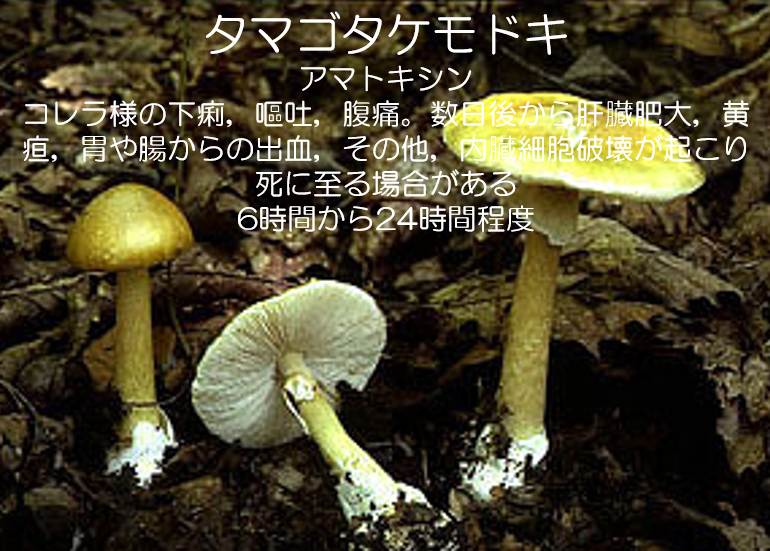 タマゴタケモドキ
アマトキシン
コレラ様の下痢，嘔吐，腹痛。数日後から肝臓肥大，黄
疸，胃や腸からの出血，その他，内臓細胞破壊が起こり
死に至る場合がある
6時間から24時間程度